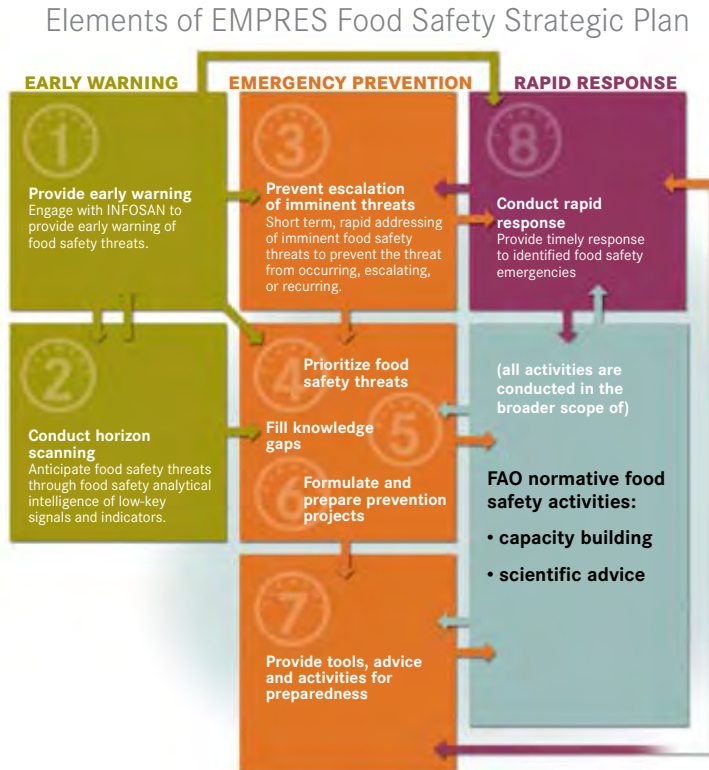 Elements of EMPRES Food Safety Strategic Plan
EARLY WARNING
EMERGENCY PREVENTION
RAPID RESPONSE
1
Provide early warning
Engage with INFOSAN to
provide early warning of
food safety threats.
2
Conduct horizon
scanning
Anticipate food safety threats
through food safety analytical
intelligence of low-key
signals and indicators.
3
Prevent escalation
of imminent threats
Short term, rapid addressing
of imminent food safety
threats to prevent the threat
from occurring, escalating,
or recurring.
4
Prioritize food
safety threats
5
Fill knowledge
gaps
6
Formulate and
prepare prevention
projects
7
Provide tools, advice
and activities for
preparedness
8
Conduct rapid
response
Provide timely response
to identified food safety
emergencies
(all activities are
conducted in the
broader scope of)
FAO normative food
safety activities:
• capacity building
• scientific advice